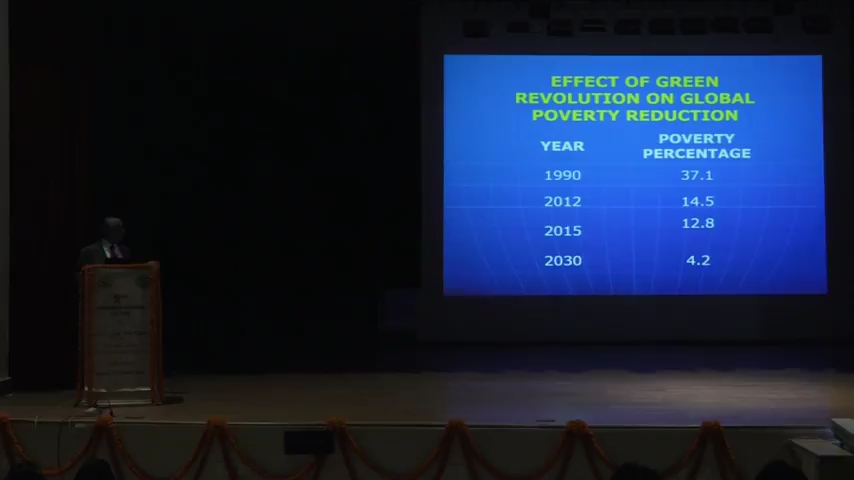 EFFECT OF GREEN
REVOLUTION ON GLOBAL
POVERTY REDUCTION
YEAR POVERTY PERCENTAGE
1990 37.1
2012 14.5
2015 12.8
2030 4.2